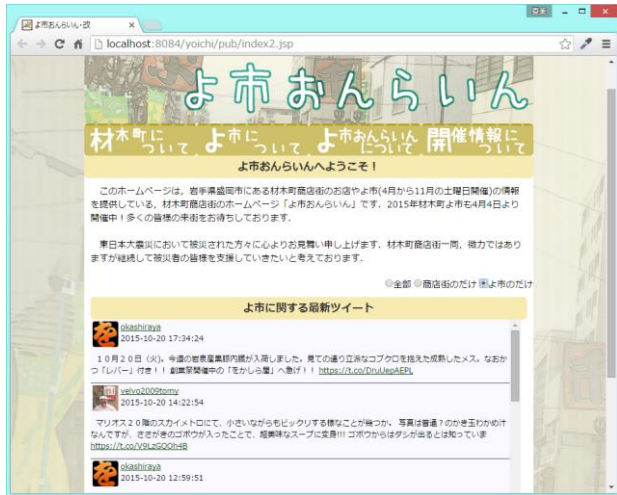 よ市おんらいん・改
localhost:8084/yoichi/pub/index2.jsp
よ市おんらいん
材木町について よ市について よ市おんらいんについて 開催情報について
よ市おんらいんへようこそ！
このホームページは，岩手県盛岡市にある材木町商店街のお店やよ市(4月から11月の土曜日開催)の情報
を提供している，材木町商店街のホームページ「よ市おんらいん」です．2015年材木町よ市も4月4日より
開催中！多くの皆様の来街をお待ちしております．
東日本大震災において被災された方々に心よりお見舞い申し上げます．材木町商店街一同，微力ではあり
ますが継続して被災者の皆様を支援していきたいと考えております．
全部 商店街のだけ よ市のだけ
よ市に関する最新ツイート
okashiraya
2015-10-20 17:34:24
１０月２０日（火)。今週の岩泉産黒豚内臓が入荷しました。見ての通り立派なコブクロを抱えた成熟したメス。なおか
つ「レバー」付き！！ 創業祭開催中の「をかしら屋」へ急げ！！ https://t.co/DruUepAEPL
velvo2009tomy
2015-10-20 14:22:54
マリオス２０階のスカイメトロにて、小さいながらもビックリする様なことが幾つか。 写真は普通？のかき玉わかめ汁
なんですが、ささがきのゴボウが入ったことで、超美味なスープに変身!!! ゴボウからはダシが出るとは知っていま
https://t.co/V9LzGOOh4B
okashiraya
2015-10-20 12:59:51